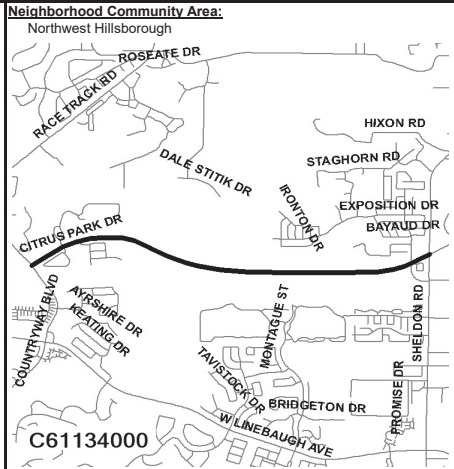 Neighborhood Community Area:
Northwest Hillsborough
ROSEATE DR
RACE TRACK RD
HIXON RD
STAGHORN RD
DALE STITIK DR
IRONTON DR
EXPOSITION DR
BAYAUD DR
CITRUS PARK DR
COUNTRYWAY BLVD
AYRSHIRE DR
KEATING DR
MONTAGUE ST
SHELDON RD
TAVISTOCK DR
BRIDGETON DR
PROMISE DR
W LINEBAUGH AVE
C61134000